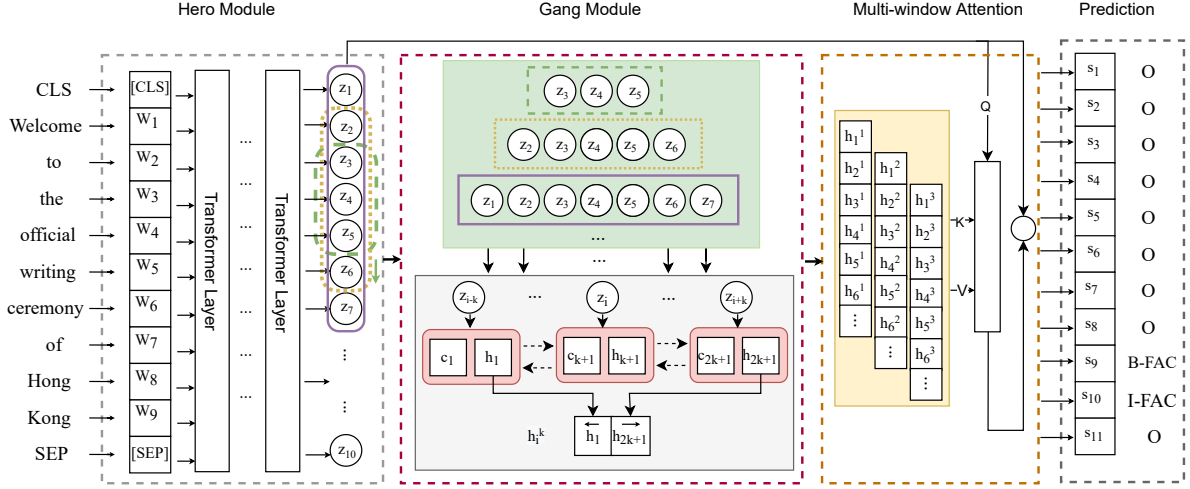 Hero Module
Gang Module
Multi-window Attention
Prediction
CLS
Welcome
to
the
official
writing
ceremony
of
Hong
Kong
SEP
[CLS]
W1
W2
W3
W4
W5
W6
W7
W8
W9
[SEP]
Transformer Layer
...
...
...
...
...
...
...
Transformer Layer
z1
z2
z3
z4
z5
z6
z7
...
...
z10
z3 z4 z5
z2 z3 z4 z5 z6
z1 z2 z3 z4 z5 z6 z7
...
...
zi-k ... zi ... zi+k
c1 h1 ck+1 hk+1 c2k+1 h2k+1
hik h1 h2k+1
h11
h21
h31
h41
h51
h61
...
h12
h22
h32
h42
h52
h62
...
h13
h23
h33
h43
h53
h63
...
Q
K
V
s1 O
s2 O
s3 O
s4 O
s5 O
s6 O
s7 O
s8 O
s9 B-FAC
s10 I-FAC
s11 O